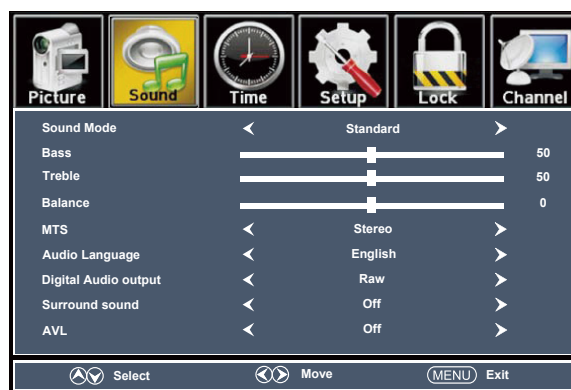 Picture Sound Time Setup Lock Channel
Sound Mode Standard
Bass 50
Treble 50
Balance 0
MTS Stereo
Audio Language English
Digital Audio output Raw
Surround sound Off
AVL Off
Select Move MENU Exit